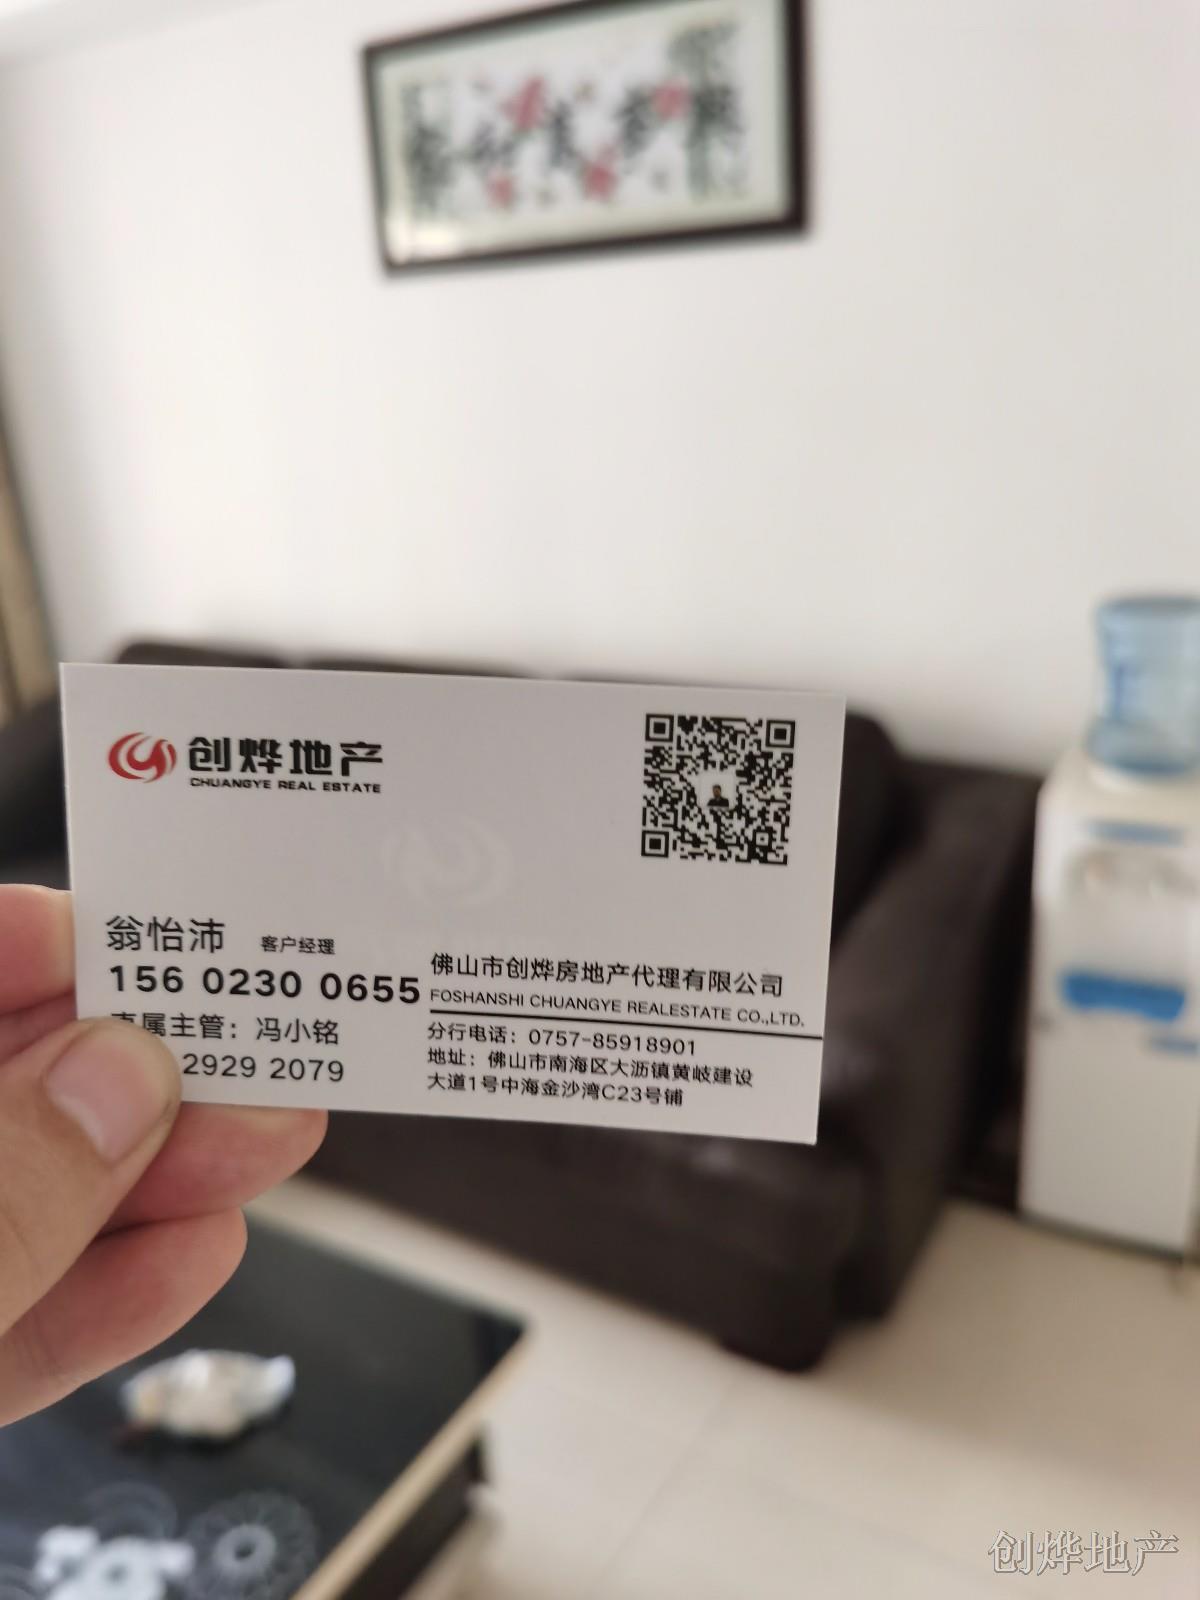 创烨地产
CHUANGYE REAL ESTATE
翁怡沛 客户经理
156 0230 0655
直属主管：冯小铭
2929 2079
佛山市创烨房地产代理有限公司
FOSHANSHI CHUANGYE REALESTATE CO.,LTD.
分行电话：0757-85918901
地址：佛山市南海区大沥镇黄岐建设
大道1号中海金沙湾C23号铺
创烨地产